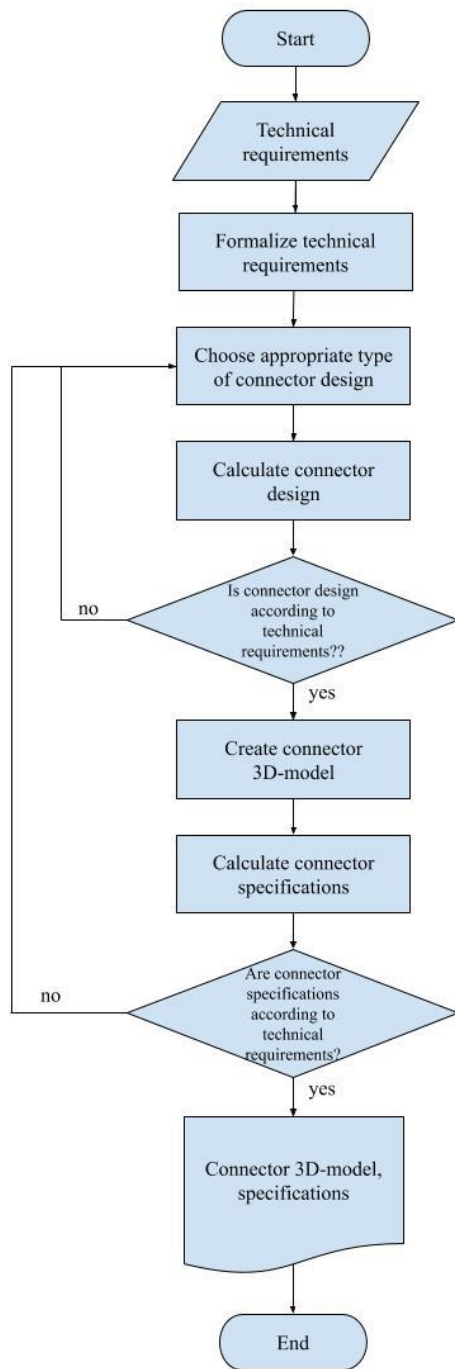 Start
Technical
requirements
Formalize technical
requirements
Choose appropriate type
of connector design
Calculate connector
design
Is connector design
according to
technical
requirements??
no
yes
Create connector
3D-model
Calculate connector
specifications
Are connector
specifications
according to
technical
requirements?
no
yes
Connector 3D-model,
specifications
End